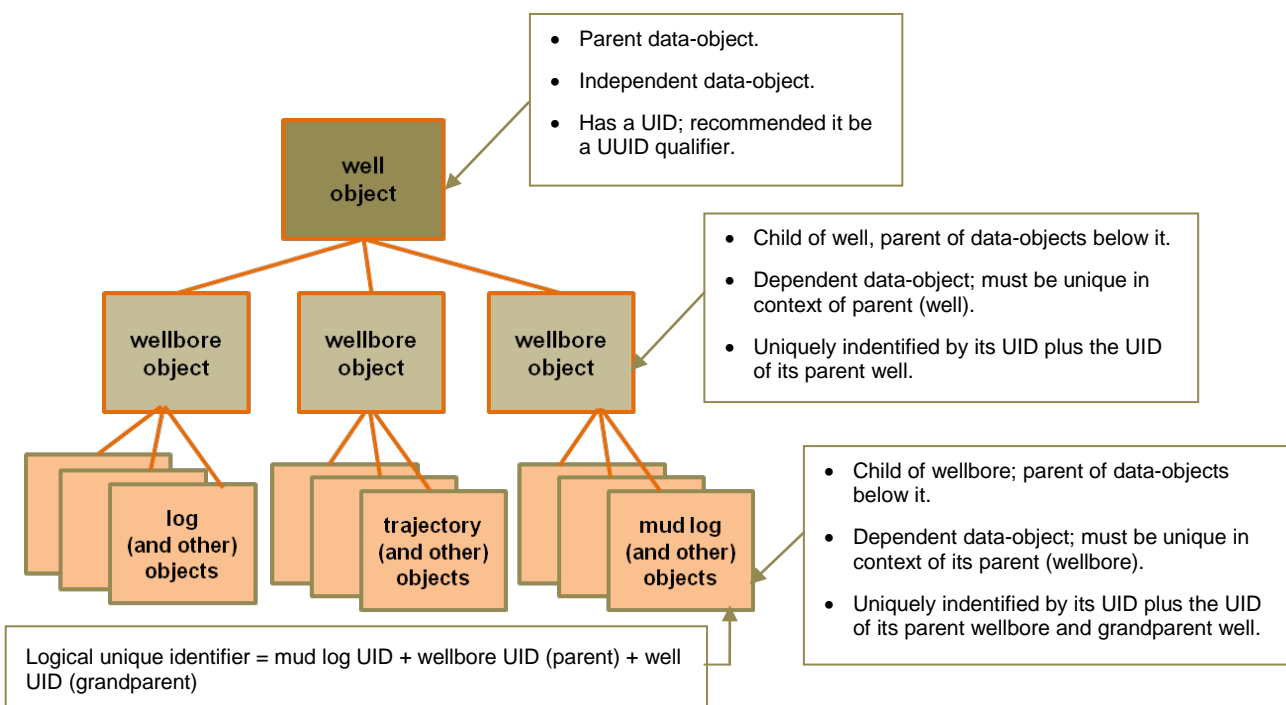 • Parent data-object.
• Independent data-object.
• Has a UID; recommended it be
a UUID qualifier.
well
object
• Child of well, parent of data-objects below it.
• Dependent data-object; must be unique in
context of parent (well).
• Uniquely indentified by its UID plus the UID
of its parent well.
wellbore
object
wellbore
object
wellbore
object
• Child of wellbore; parent of data-objects
below it.
• Dependent data-object; must be unique in
context of its parent (wellbore).
• Uniquely indentified by its UID plus the UID
of its parent wellbore and grandparent well.
log
(and other)
objects
trajectory
(and other)
objects
mud log
(and other)
objects
Logical unique identifier = mud log UID + wellbore UID (parent) + well
UID (grandparent)